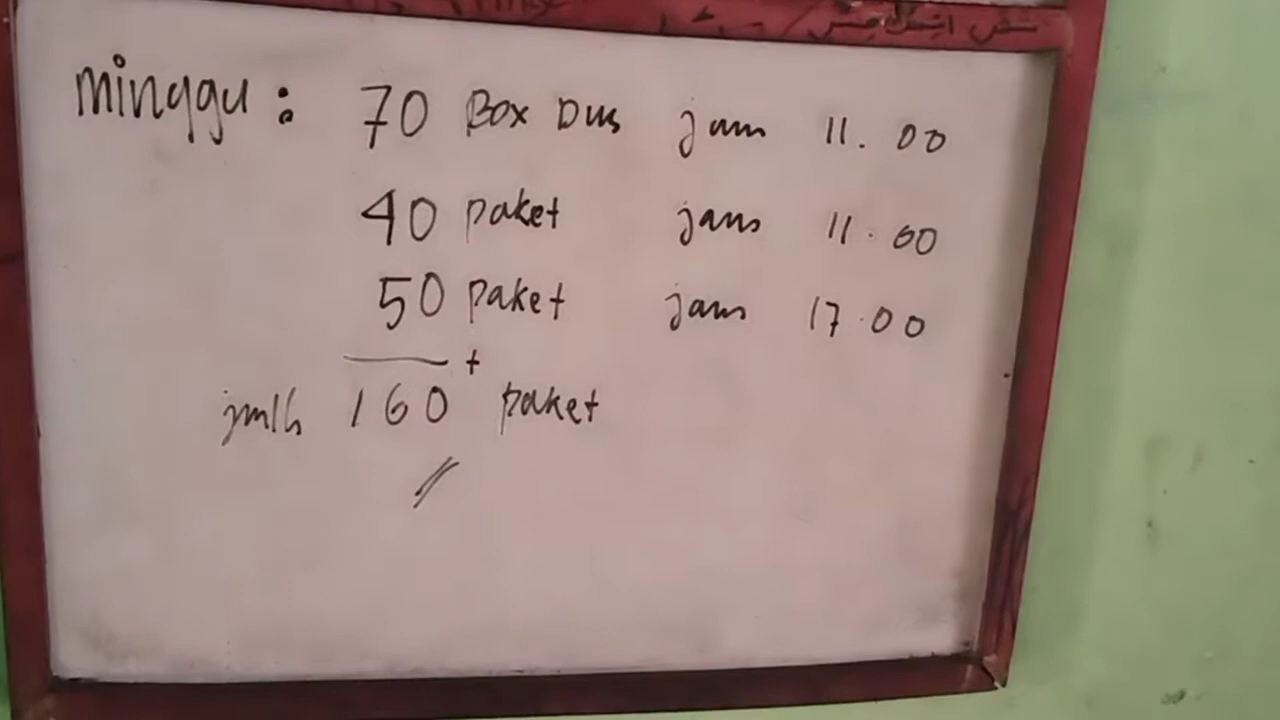 minggu : 70 Box Dus jam 11.00
40 paket jam 11.00
50 paket jam 17.00
+
jmlh 160 paket